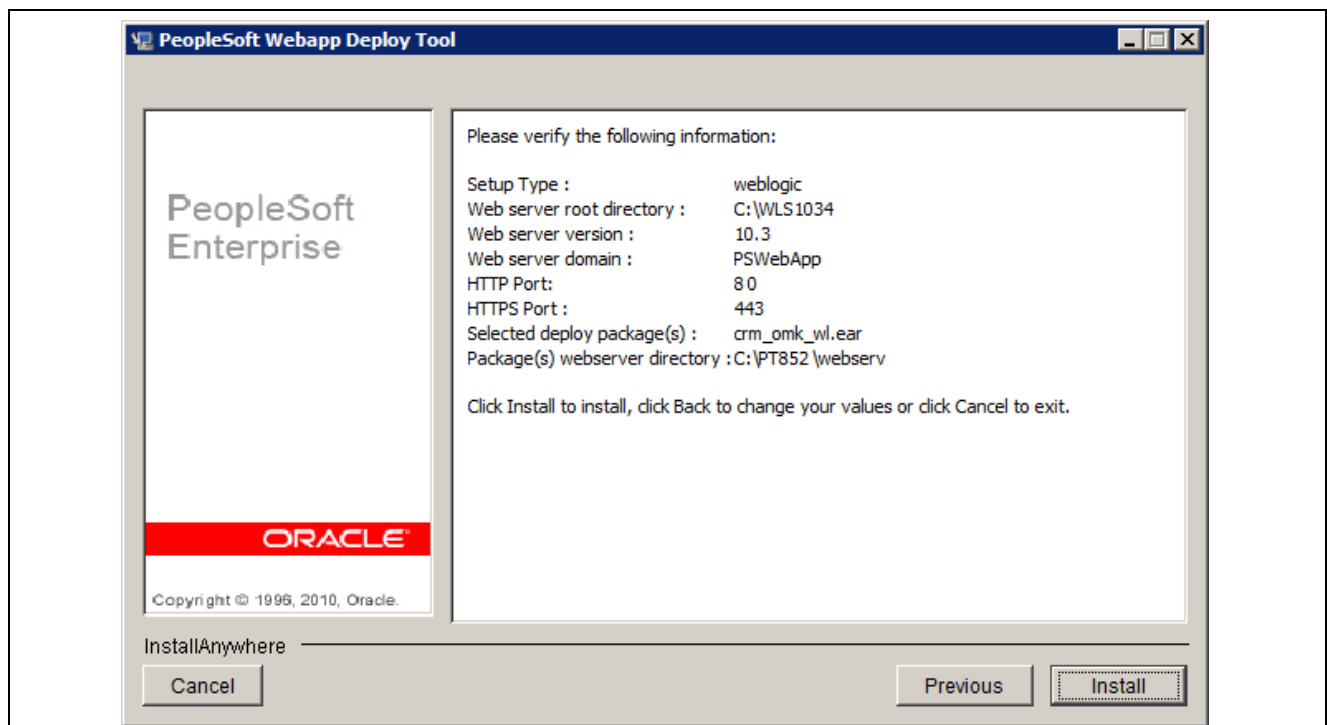 PeopleSoft Webapp Deploy Tool
PeopleSoft
Enterprise
ORACLE
Copyright © 1996, 2010, Oracle.
Please verify the following information:
Setup Type : weblogic
Web server root directory : C:\WLS1034
Web server version : 10.3
Web server domain : PSWebApp
HTTP Port: 80
HTTPS Port : 443
Selected deploy package(s) : crm_omk_wl.ear
Package(s) webserver directory : C:\PT852 \webserv
Click Install to install, click Back to change your values or click Cancel to exit.
InstallAnywhere
Cancel
Previous
Install